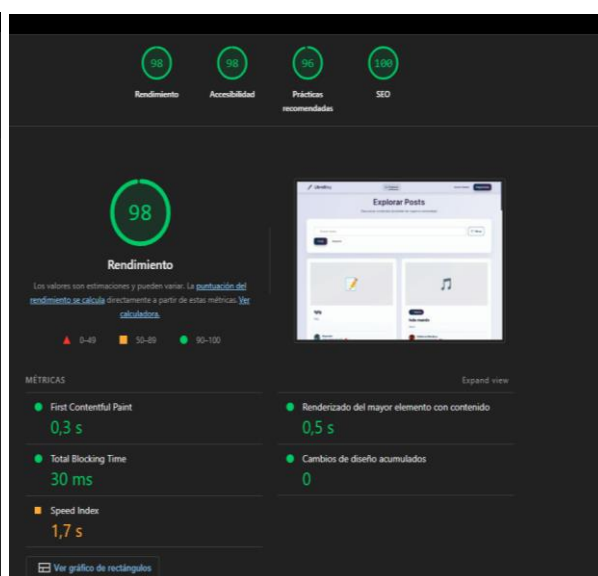 98
98
96
100
Rendimiento
Accesibilidad
Prácticas
recomendadas
SEO
98
Rendimiento
Los valores son estimaciones y pueden variar. La puntuación del
rendimiento se calcula directamente a partir de estas métricas. Ver
calculadora.
0–49
50–89
90–100
Explorar Posts
MÉTRICAS
Expand view
First Contentful Paint
0,3 s
Renderizado del mayor elemento con contenido
0,5 s
Total Blocking Time
30 ms
Cambios de diseño acumulados
0
Speed Index
1,7 s
Ver gráfico de rectángulos